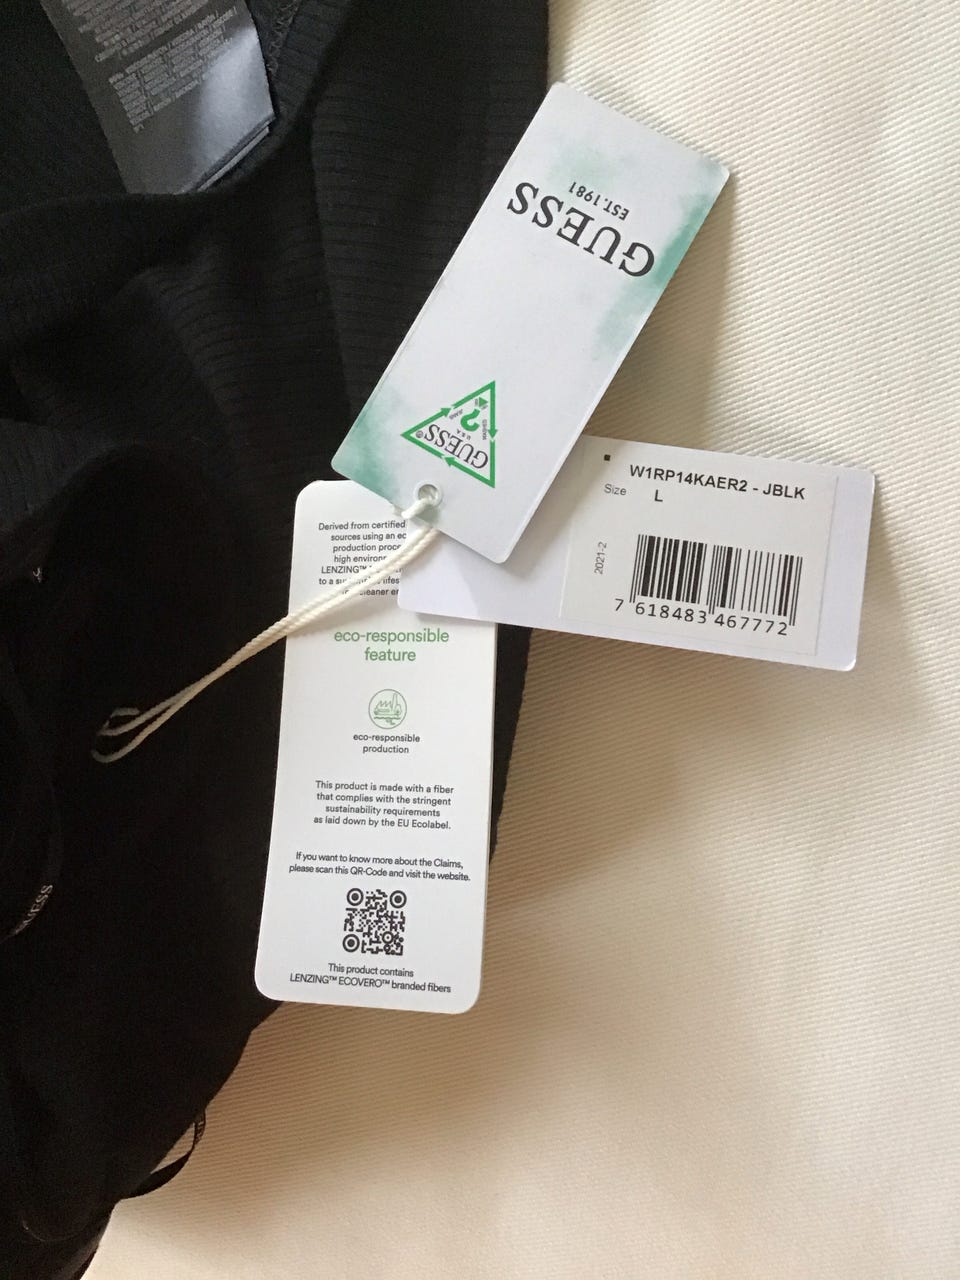 GUESS
EST.1981
GUESS®
U.S.A.
?
W1RP14KAER2 - JBLK
Size L
2021-2
7 618483 467772
Derived from certified
sources using an
production
high
LENZING™
to a
cleaner
eco-responsible
feature
eco-responsible
production
This product is made with a fiber
that complies with the stringent
sustainability requirements
as laid down by the EU Ecolabel.
If you want to know more about the Claims,
please scan this QR-Code and visit the website.
This product contains
LENZING™ ECOVERO™ branded fibers